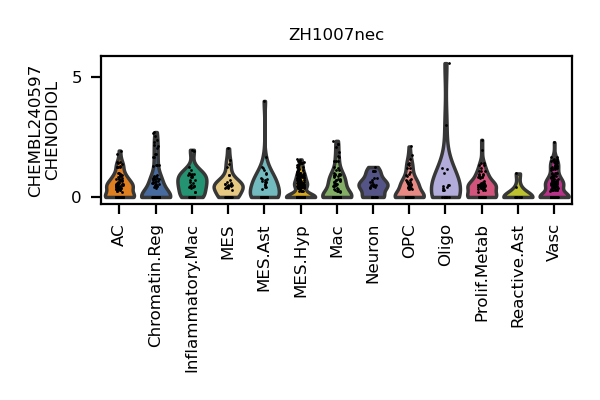 ZH1007nec
CHEMBL240597
CHENODIOL
5
0
AC
Chromatin.Reg
Inflammatory.Mac
MES
MES.Ast
MES.Hyp
Mac
Neuron
OPC
Oligo
Prolif.Metab
Reactive.Ast
Vasc